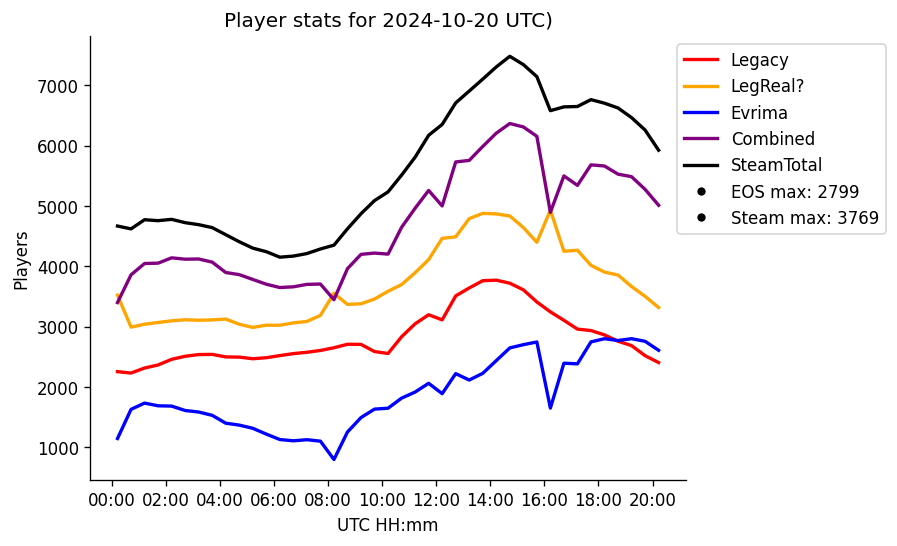 Player stats for 2024-10-20 UTC)
Legacy
LegReal?
Evrima
Combined
SteamTotal
EOS max: 2799
Steam max: 3769
Players
7000
6000
5000
4000
3000
2000
1000
00:00 02:00 04:00 06:00 08:00 10:00 12:00 14:00 16:00 18:00 20:00
UTC HH:mm